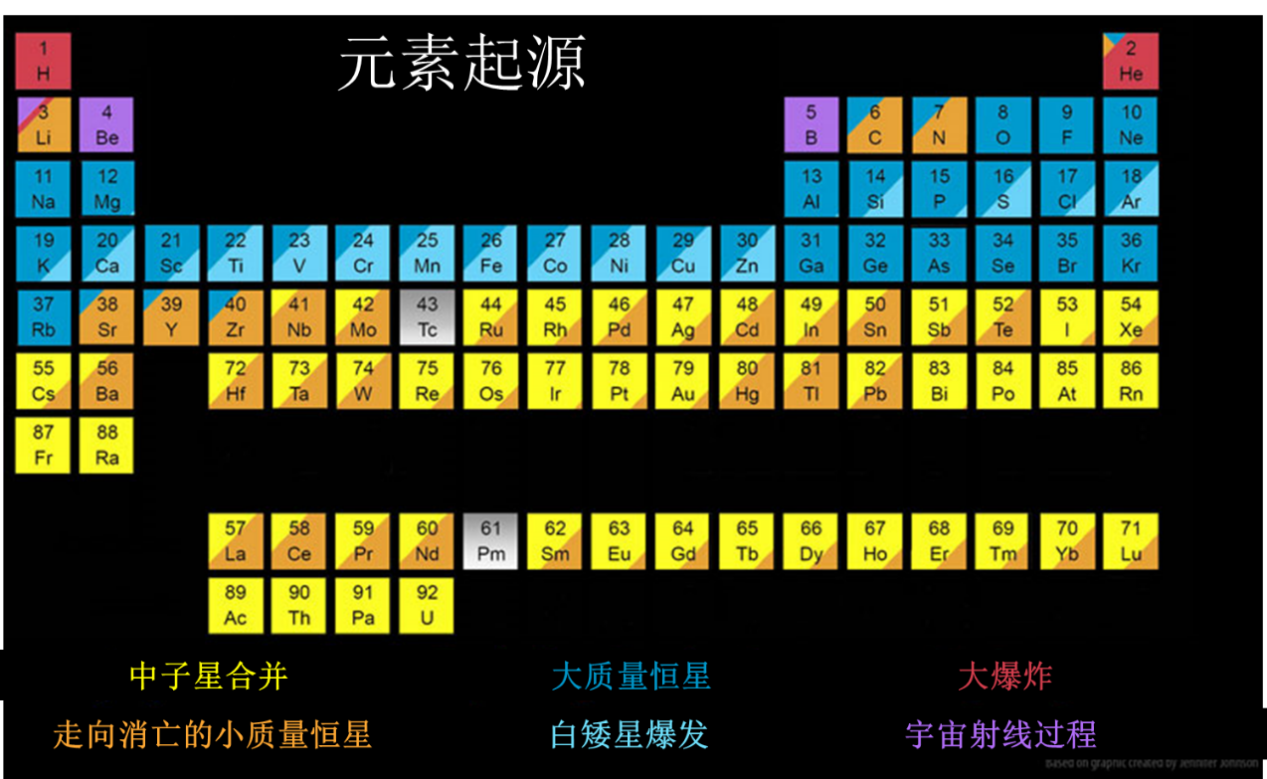 元素起源
1 2
H He
3 4 5 6 7 8 9 10
Li Be B C N O F Ne
11 12 13 14 15 16 17 18
Na Mg Al Si P S Cl Ar
19 20 21 22 23 24 25 26 27 28 29 30 31 32 33 34 35 36
K Ca Sc Ti V Cr Mn Fe Co Ni Cu Zn Ga Ge As Se Br Kr
37 38 39 40 41 42 43 44 45 46 47 48 49 50 51 52 53 54
Rb Sr Y Zr Nb Mo Tc Ru Rh Pd Ag Cd In Sn Sb Te I Xe
55 56 72 73 74 75 76 77 78 79 80 81 82 83 84 85 86
Cs Ba Hf Ta W Re Os Ir Pt Au Hg Tl Pb Bi Po At Rn
87 88
Fr Ra
57 58 59 60 61 62 63 64 65 66 67 68 69 70 71
La Ce Pr Nd Pm Sm Eu Gd Tb Dy Ho Er Tm Yb Lu
89 90 91 92
Ac Th Pa U
中子星合并 大质量恒星 大爆炸
走向消亡的小质量恒星 白矮星爆发 宇宙射线过程
Based on graphic created by Jennifer Johnson